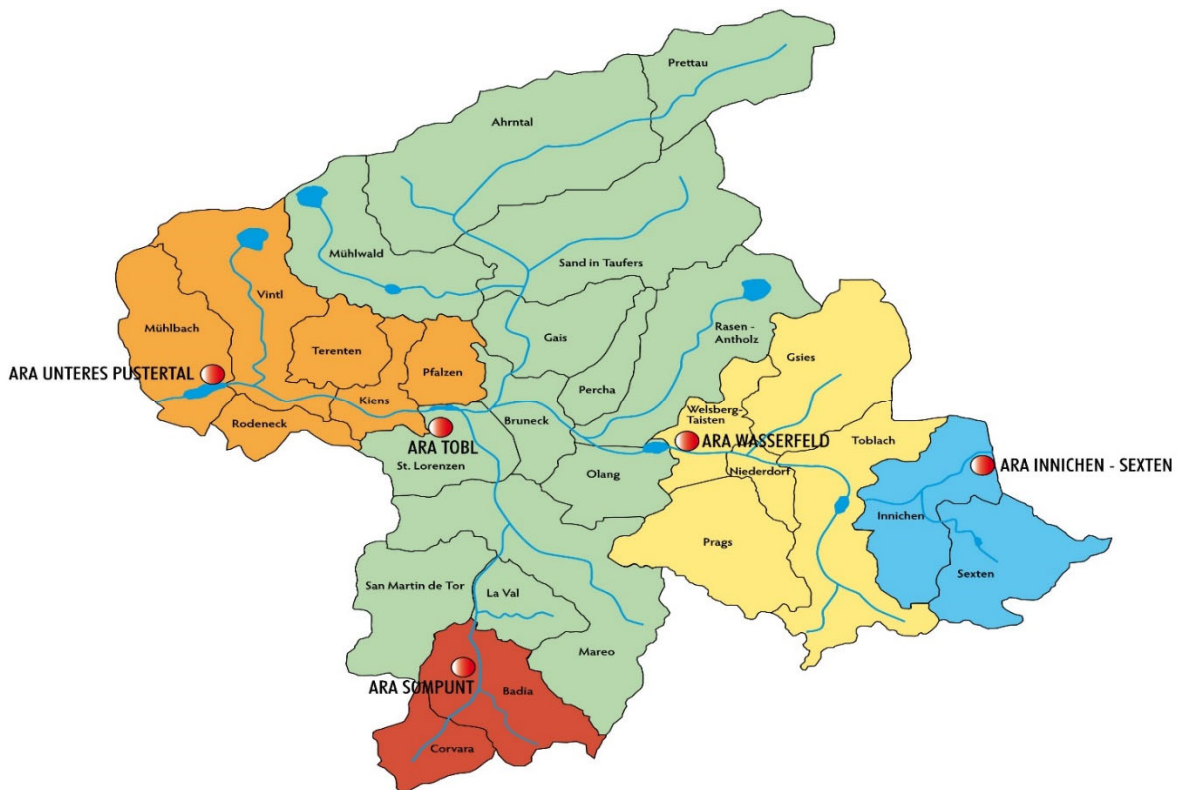 Prettau
Ahrntal
Mühlwald
Sand in Taufers
Vintl
Mühlbach
Terenten
Pfalzen
Gais
Rasen -
Antholz
Gsies
ARA UNTERES PUSTERTAL
Percha
Kiens
Rodeneck
Bruneck
Welsberg-
Taisten
ARA TOBL
ARA WASSERFELD
Toblach
St. Lorenzen
Olang
Niederdorf
ARA INNICHEN - SEXTEN
Innichen
Prags
Sexten
San Martin de Tor
La Val
Mareo
ARA SOMPUNT
Badia
Corvara